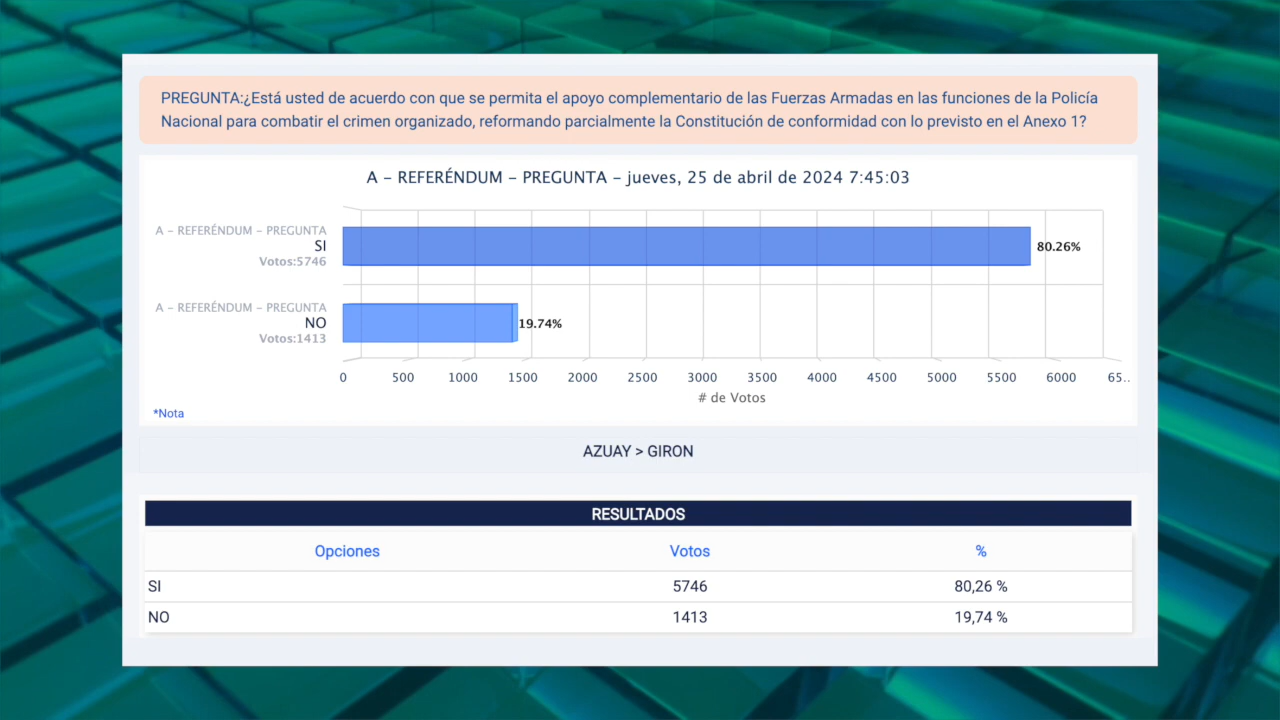 PREGUNTA:¿Está usted de acuerdo con que se permita el apoyo complementario de las Fuerzas Armadas en las funciones de la Policía
Nacional para combatir el crimen organizado, reformando parcialmente la Constitución de conformidad con lo previsto en el Anexo 1?
A – REFERÉNDUM – PREGUNTA – jueves, 25 de abril de 2024 7:45:03
A – REFERÉNDUM – PREGUNTA
SI
Votos:5746
80.26%
A – REFERÉNDUM – PREGUNTA
NO
Votos:1413
19.74%
0 500 1000 1500 2000 2500 3000 3500 4000 4500 5000 5500 6000 65..
# de Votos
*Nota
AZUAY > GIRON
RESULTADOS
Opciones Votos %
SI 5746 80,26 %
NO 1413 19,74 %